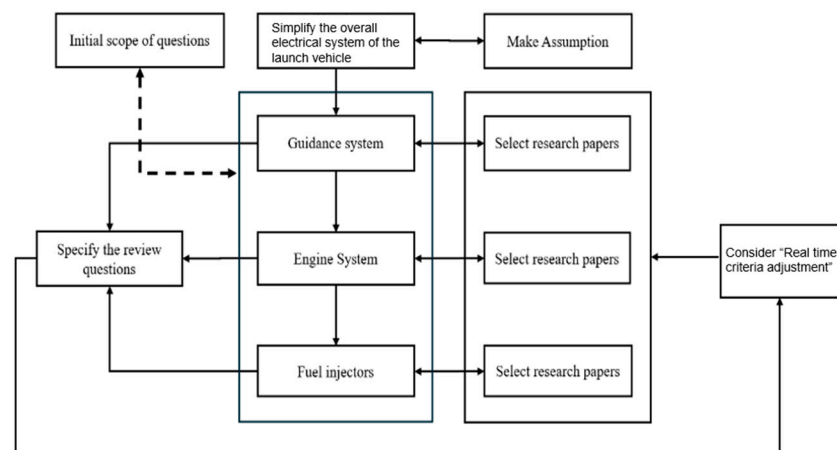 Initial scope of questions
Simplify the overall
electrical system of the
launch vehicle
Make Assumption
Guidance system
Select research papers
Specify the review
questions
Engine System
Select research papers
Consider “Real time
criteria adjustment”
Fuel injectors
Select research papers